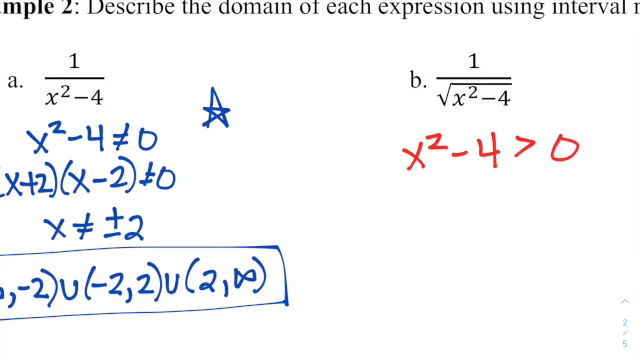 mple 2: Describe the domain of each expression using interval
a. 1/(x²−4)
b. 1/√(x²−4)
x²-4≠0
(x+2)(x-2)≠0
x≠±2
,-2)∪(-2,2)∪(2,∞)
x²-4>0
2
/
5